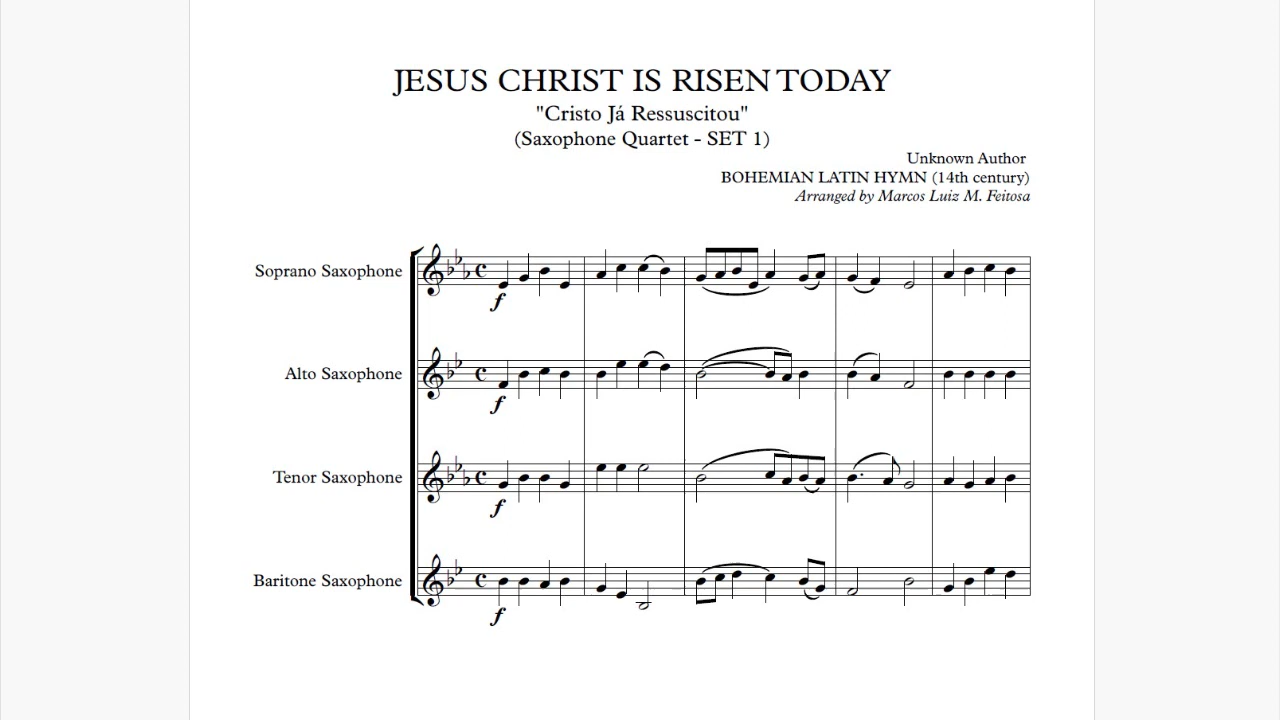 JESUS CHRIST IS RISEN TODAY
"Cristo Já Ressuscitou"
(Saxophone Quartet - SET 1)
Unknown Author
BOHEMIAN LATIN HYMN (14th century)
Arranged by Marcos Luiz M. Feitosa
Soprano Saxophone
f
Alto Saxophone
f
Tenor Saxophone
f
Baritone Saxophone
f